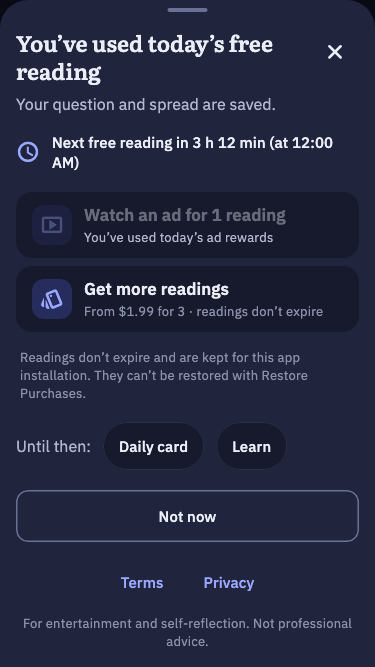 You’ve used today’s free
reading
Your question and spread are saved.
Next free reading in 3 h 12 min (at 12:00
AM)
Watch an ad for 1 reading
You’ve used today’s ad rewards
Get more readings
From $1.99 for 3 · readings don’t expire
Readings don’t expire and are kept for this app
installation. They can’t be restored with Restore
Purchases.
Until then: Daily card Learn
Not now
Terms Privacy
For entertainment and self-reflection. Not professional
advice.